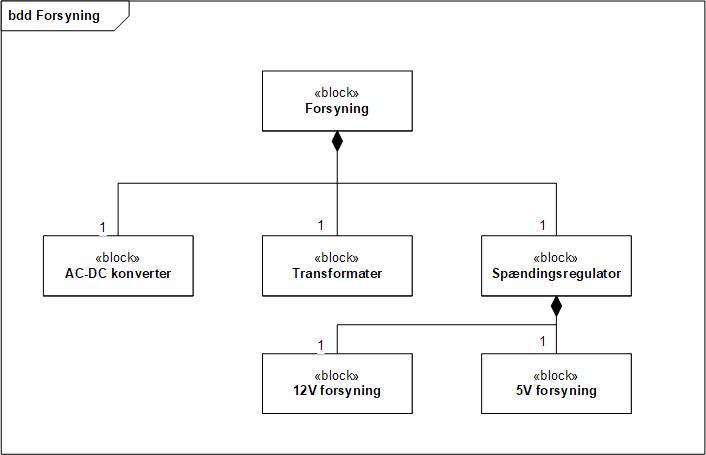 bdd Forsyning
«block»
Forsyning
1
1
1
«block»
AC-DC konverter
«block»
Transformater
«block»
Spændingsregulator
1
1
«block»
12V forsyning
«block»
5V forsyning